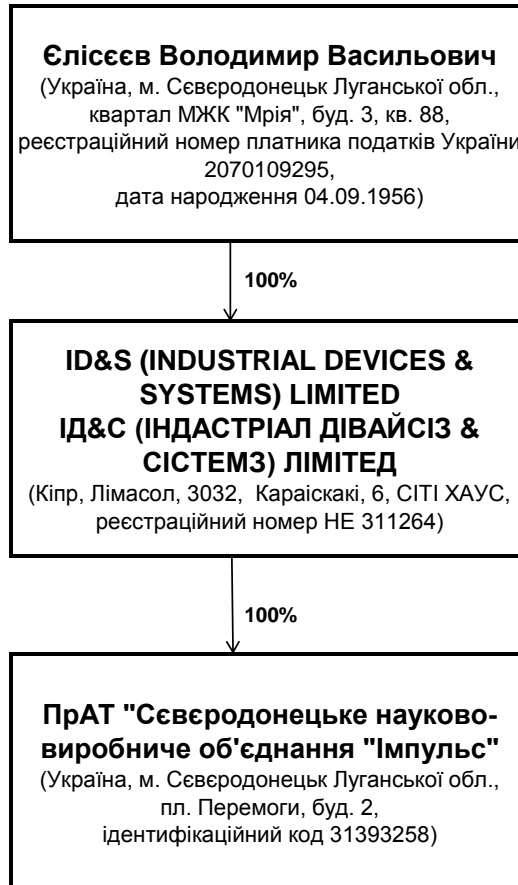 Єлісєєв Володимир Васильович
(Україна, м. Сєвєродонецьк Луганської обл.,
квартал МЖК "Мрія", буд. 3, кв. 88,
реєстраційний номер платника податків України
2070109295,
дата народження 04.09.1956)
100%
ID&S (INDUSTRIAL DEVICES &
SYSTEMS) LIMITED
ІД&С (ІНДАСТРІАЛ ДІВАЙСІЗ &
СІСТЕМЗ) ЛІМІТЕД
(Кіпр, Лімасол, 3032, Караіскакі, 6, СІТІ ХАУС,
реєстраційний номер НЕ 311264)
100%
ПрАТ "Сєвєродонецьке науково-
виробниче об'єднання "Імпульс"
(Україна, м. Сєвєродонецьк Луганської обл.,
пл. Перемоги, буд. 2,
ідентифікаційний код 31393258)